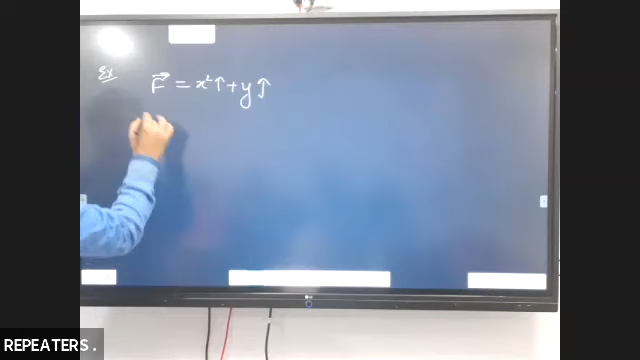 Ex
F⃗ = x²î + yĵ
REPEATERS.